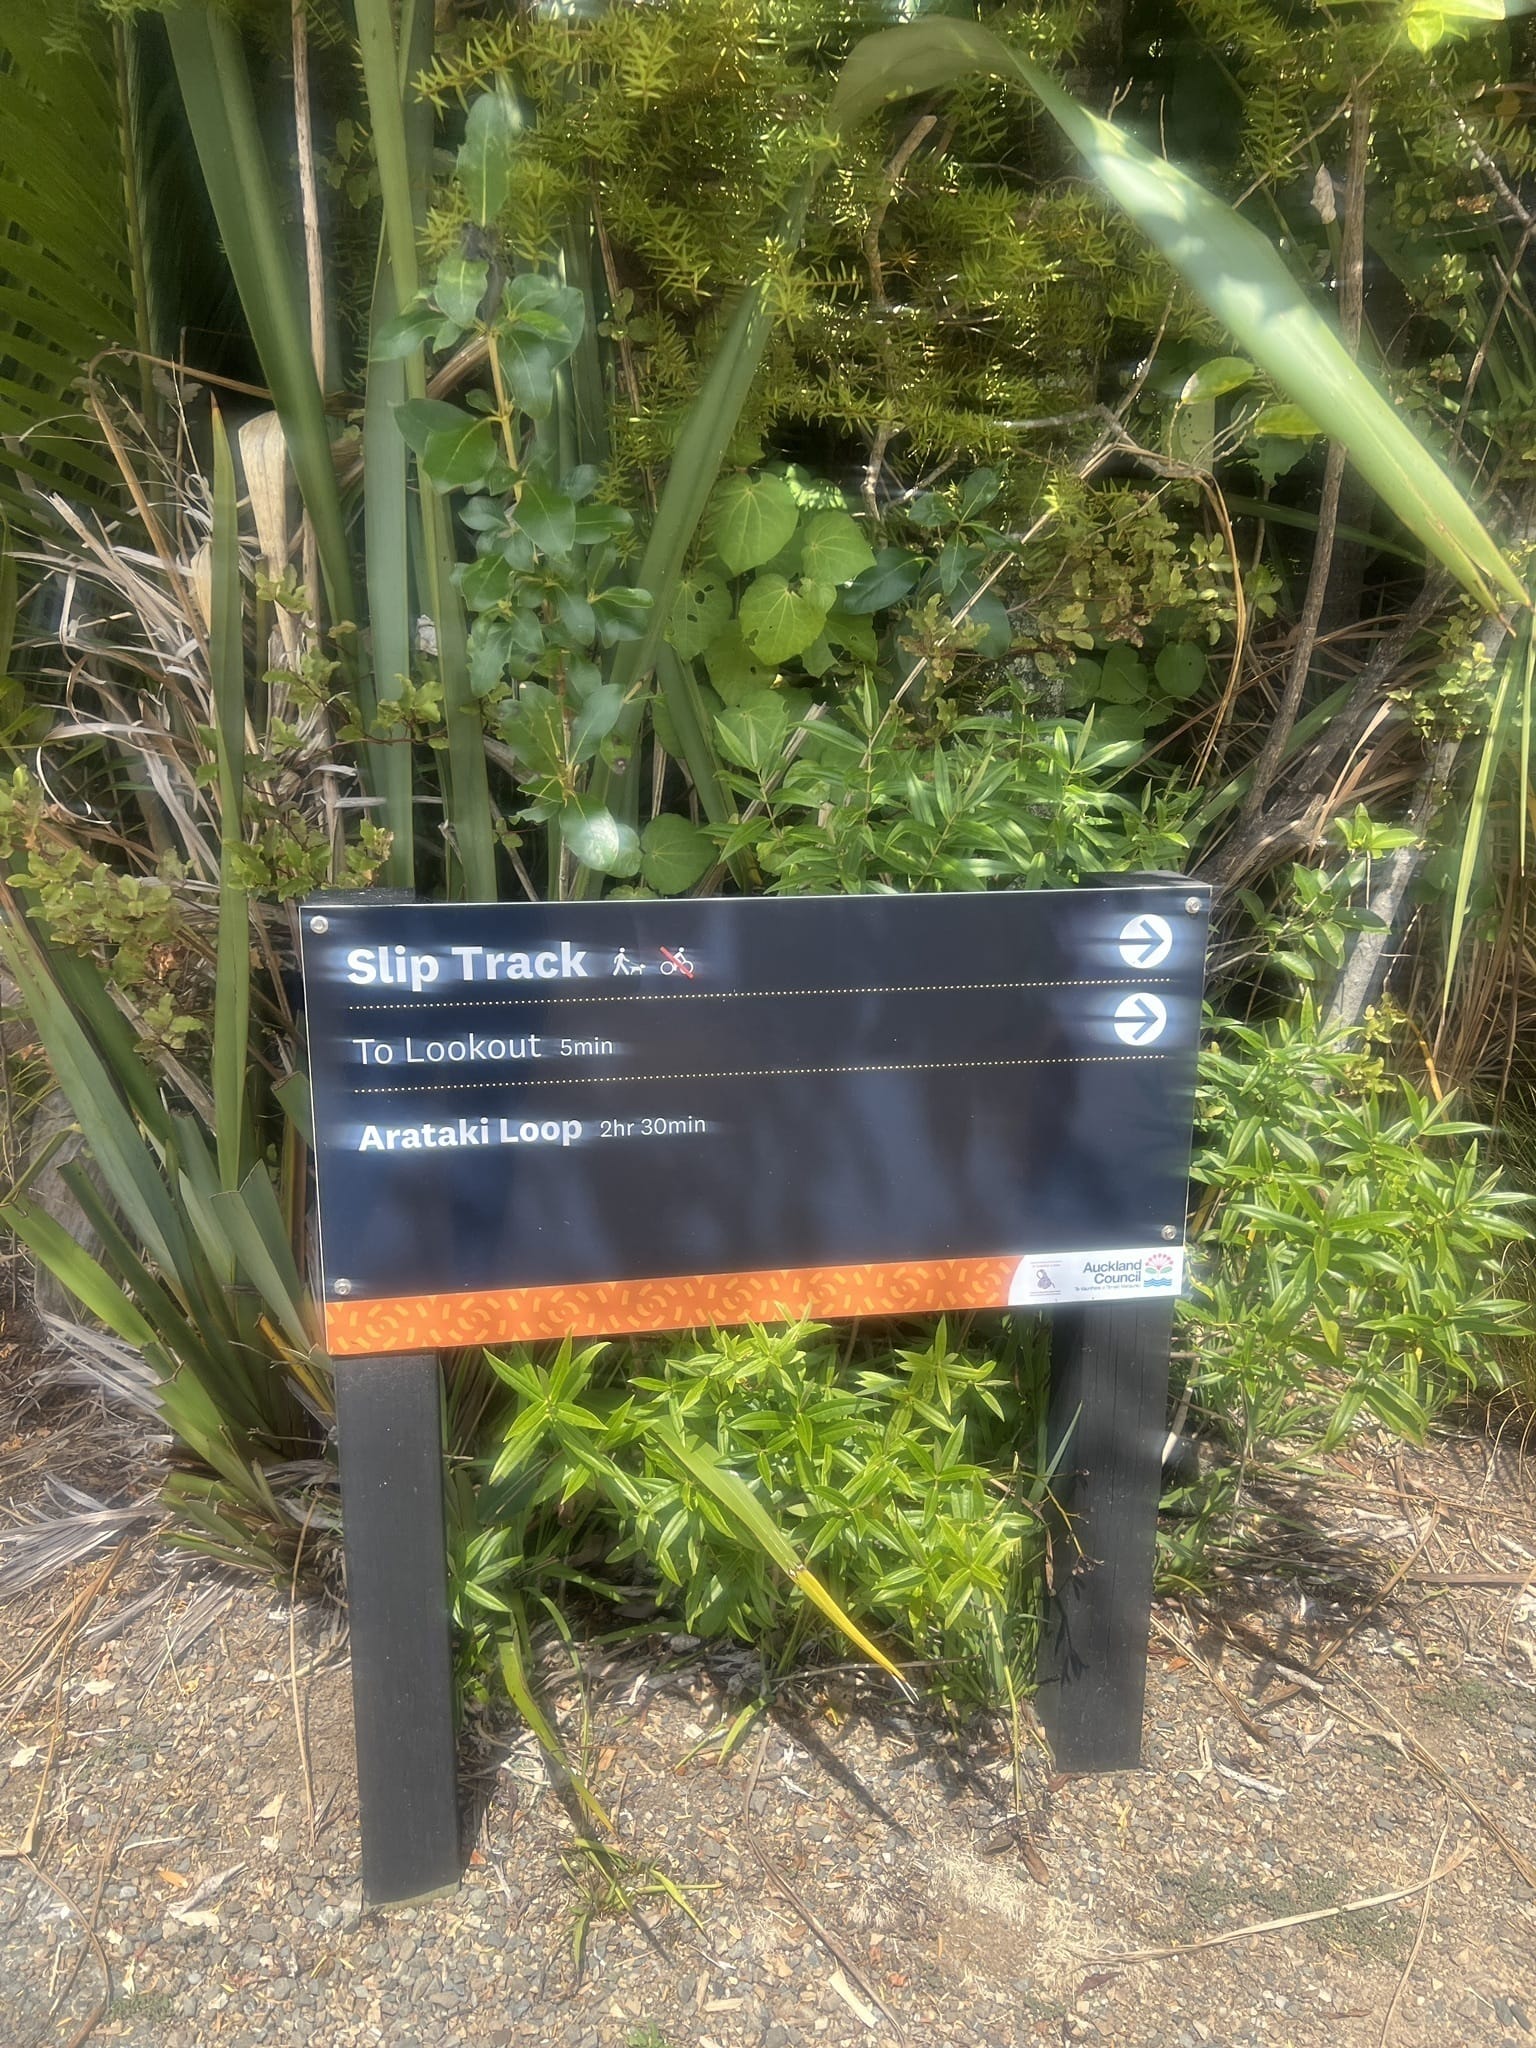 Slip Track
To Lookout 5min
Arataki Loop 2hr 30min
Auckland
Council